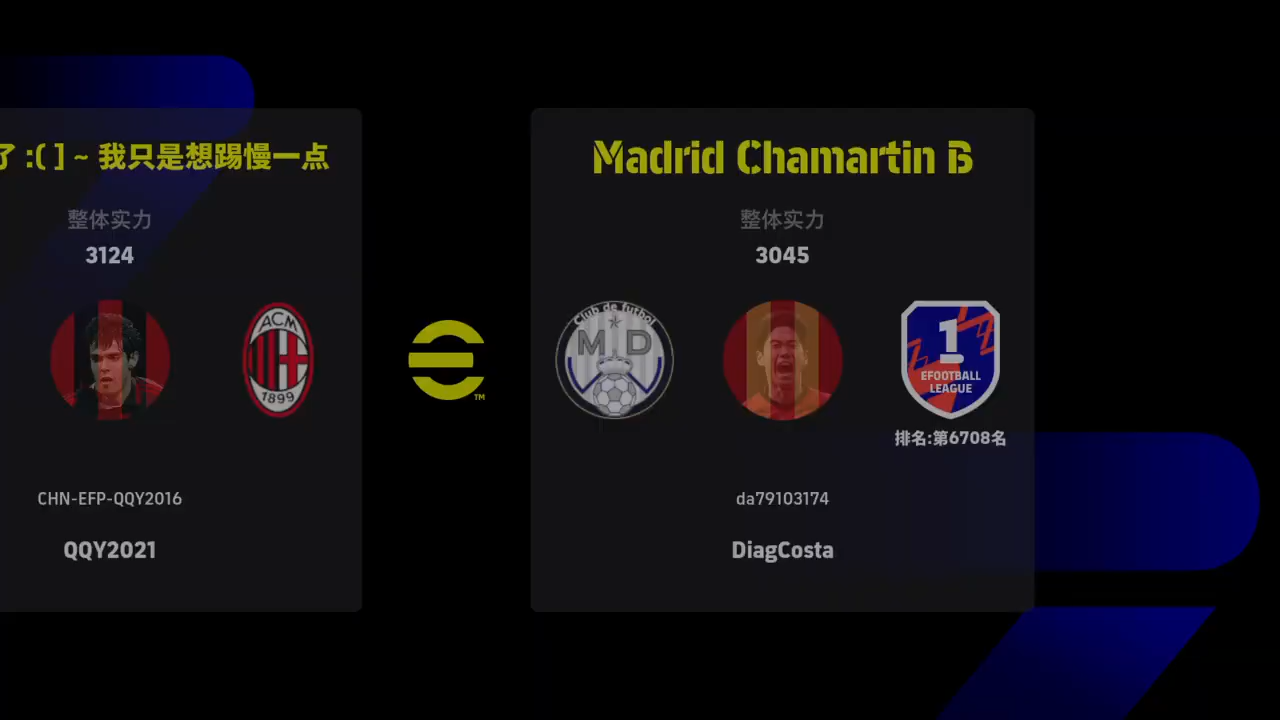 了 :( ] ~ 我只是想踢慢一点
整体实力
3124
ACM
1899
CHN-EFP-QQY2016
QQY2021
TM
Madrid Chamartin B
整体实力
3045
Club de futbol
M D
1
EFOOTBALL
LEAGUE
排名:第6708名
da79103174
DiagCosta